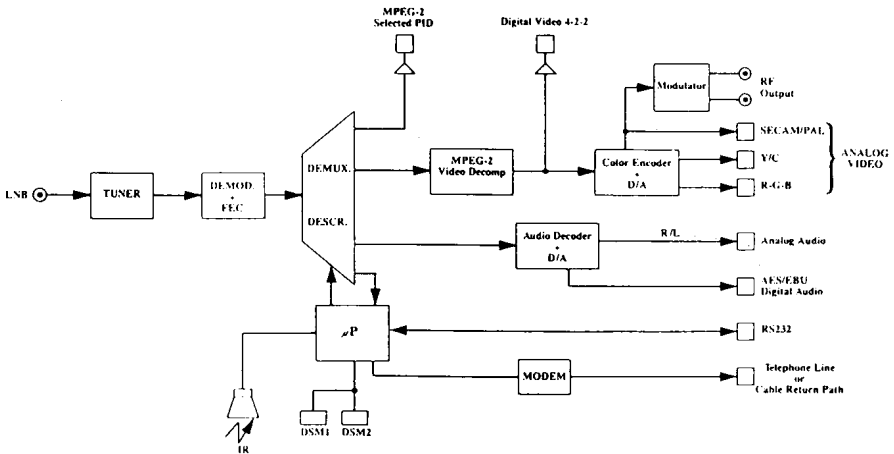 MPEG-2
Selected PID
Digital Video 4-2-2
Modulator
RF
Output
SECAM/PAL
Y/C
R-G-B
ANALOG
VIDEO
LNB
TUNER
DEMOD.
+
FEC
DEMUX.
DESCR.
MPEG-2
Video Decomp
Color Encoder
+
D/A
Audio Decoder
+
D/A
R/L
Analog Audio
AES/EBU
Digital Audio
μP
RS232
MODEM
Telephone Line
or
Cable Return Path
DSM1
DSM2
IR